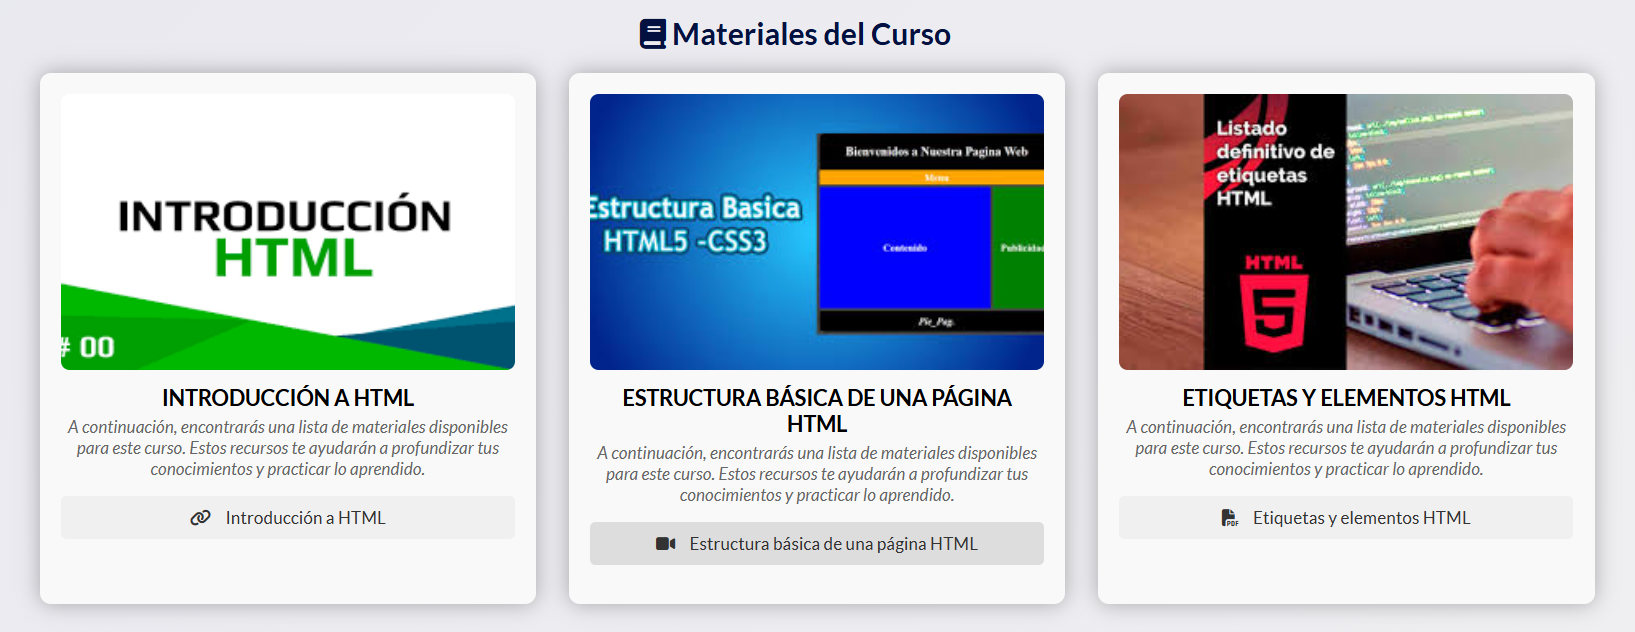 Materiales del Curso
INTRODUCCIÓN
HTML
# 00
INTRODUCCIÓN A HTML
A continuación, encontrarás una lista de materiales disponibles
para este curso. Estos recursos te ayudarán a profundizar tus
conocimientos y practicar lo aprendido.
Introducción a HTML
Estructura Basica
HTML5 -CSS3
Bienvenidos a Nuestra Pagina Web
Menu
Contenido
Publicidad
Pie_Pag.
ESTRUCTURA BÁSICA DE UNA PÁGINA
HTML
A continuación, encontrarás una lista de materiales disponibles
para este curso. Estos recursos te ayudarán a profundizar tus
conocimientos y practicar lo aprendido.
Estructura básica de una página HTML
Listado
definitivo de
etiquetas
HTML
HTML
5
ETIQUETAS Y ELEMENTOS HTML
A continuación, encontrarás una lista de materiales disponibles
para este curso. Estos recursos te ayudarán a profundizar tus
conocimientos y practicar lo aprendido.
PDF
Etiquetas y elementos HTML